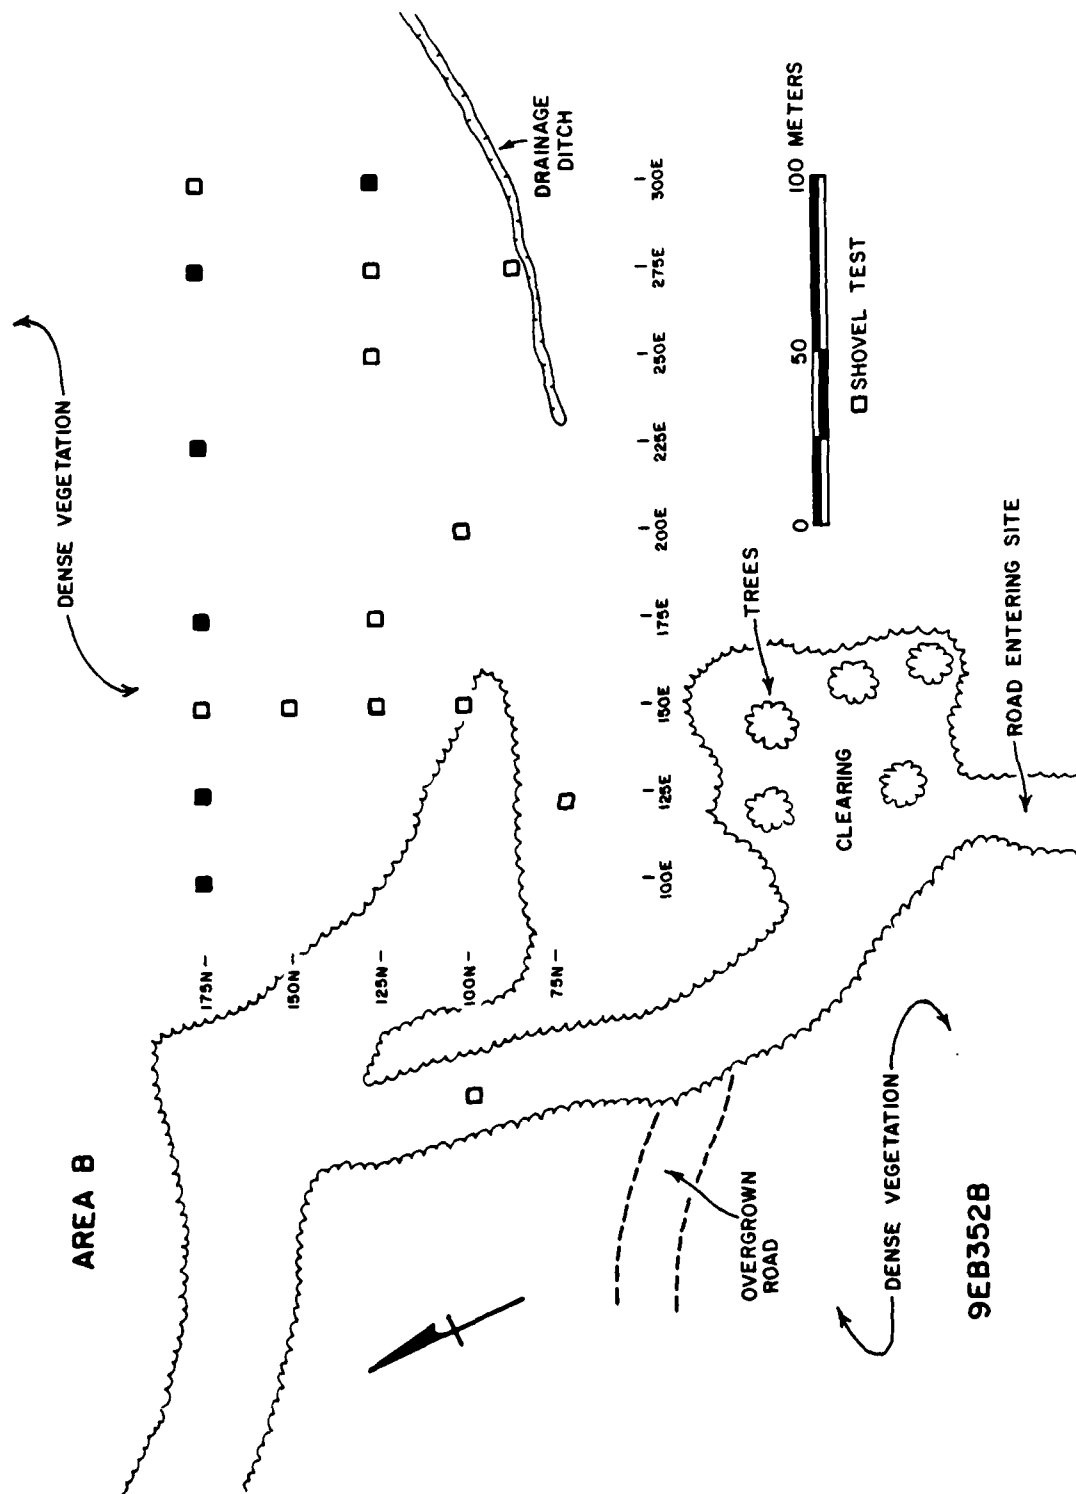 AREA B
DENSE VEGETATION
175N
150N
125N
100N
75N
DRAINAGE
DITCH
100E
125E
150E
175E
200E
225E
250E
275E
300E
OVERGROWN
ROAD
TREES
CLEARING
0
50
100 METERS
SHOVEL TEST
DENSE VEGETATION
ROAD ENTERING SITE
9EB352B